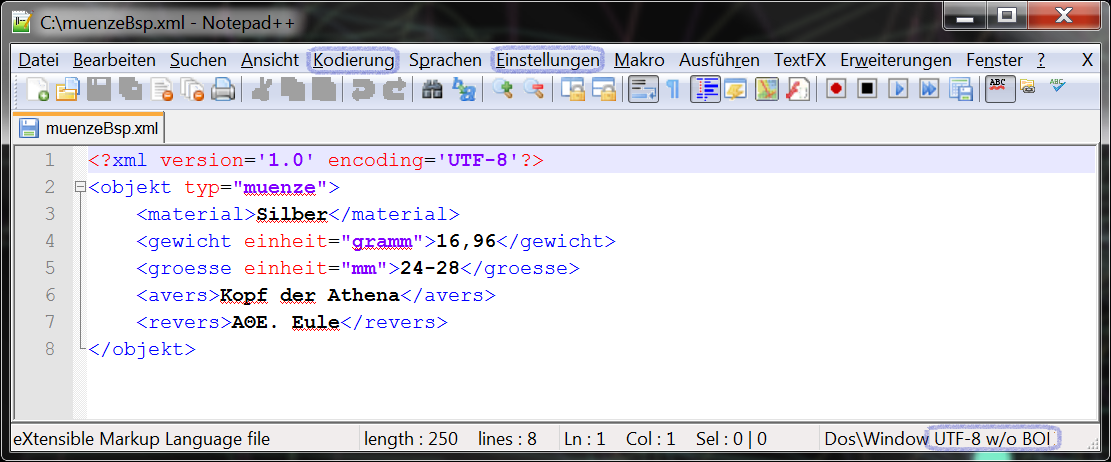 C:\muenzeBsp.xml - Notepad++
Datei Bearbeiten Suchen Ansicht Kodierung Sprachen Einstellungen Makro Ausführen TextFX Erweiterungen Fenster ? X
ABC ABC
muenzeBsp.xml
1 <?xml version='1.0' encoding='UTF-8'?>
2 <objekt typ="muenze">
3 <material>Silber</material>
4 <gewicht einheit="gramm">16,96</gewicht>
5 <groesse einheit="mm">24-28</groesse>
6 <avers>Kopf der Athena</avers>
7 <revers>ΑΘΕ. Eule</revers>
8 </objekt>
eXtensible Markup Language file length : 250 lines : 8 Ln : 1 Col : 1 Sel : 0 | 0 Dos\Window UTF-8 w/o BOI